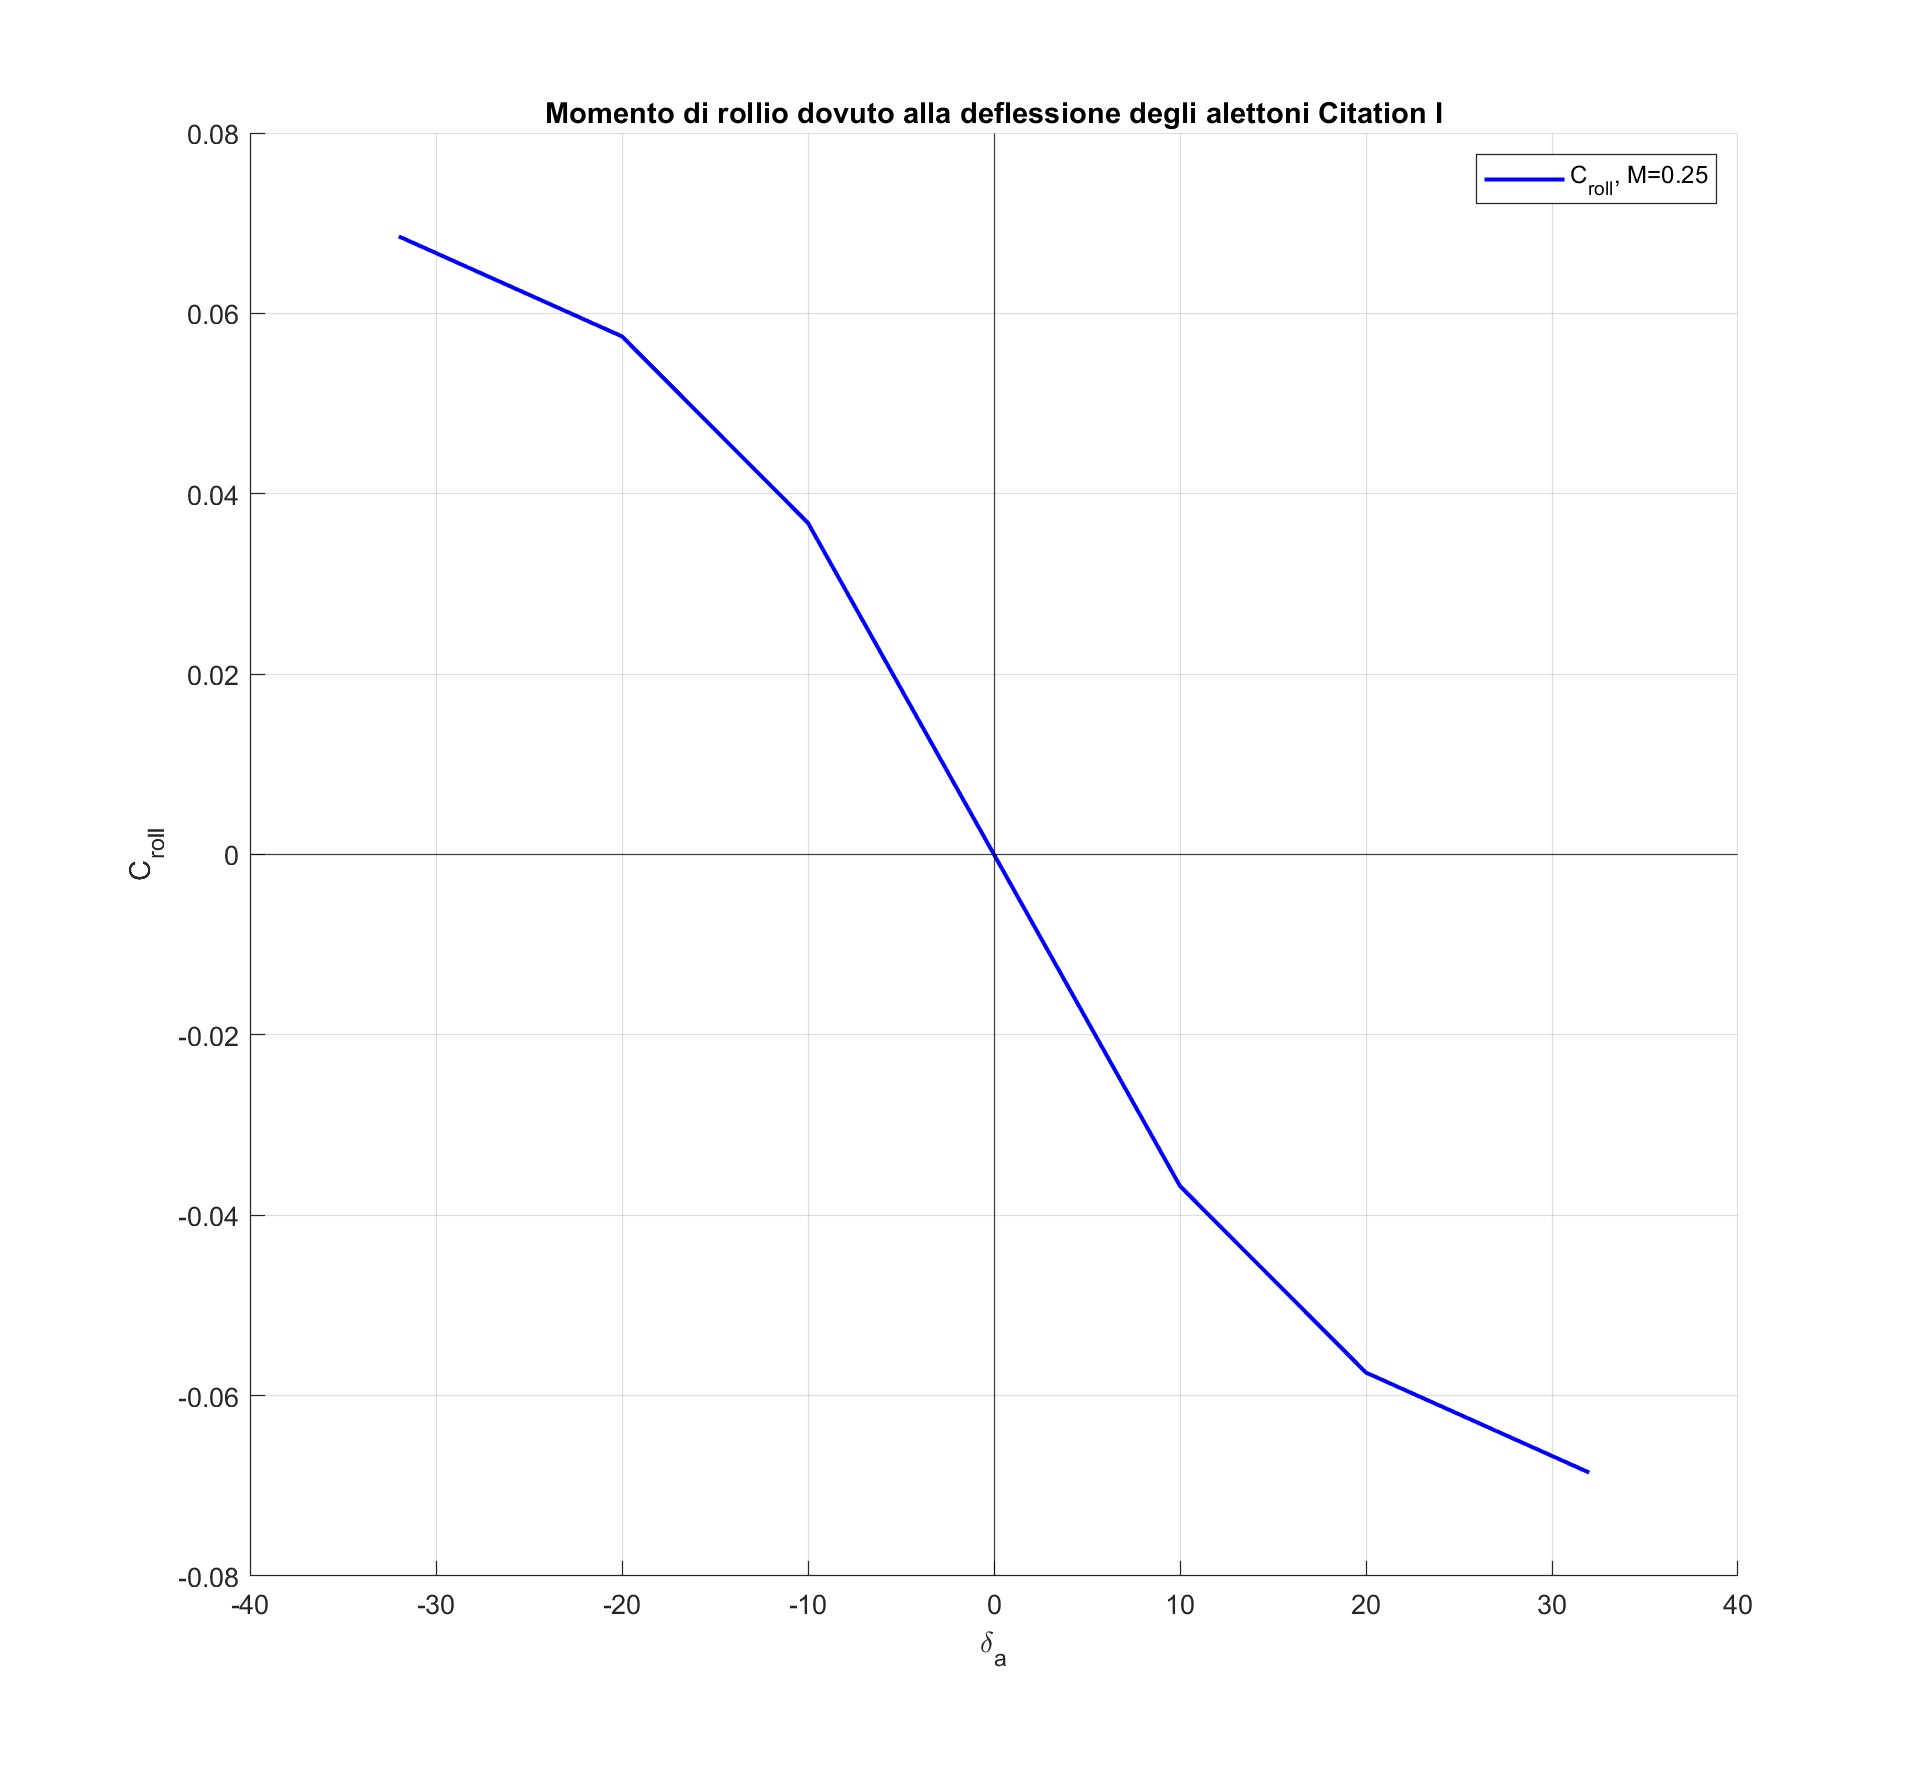 Momento di rollio dovuto alla deflessione degli alettoni Citation I
C_roll, M=0.25
0.08
0.06
0.04
0.02
0
-0.02
-0.04
-0.06
-0.08
C_roll
-40 -30 -20 -10 0 10 20 30 40
δ_a